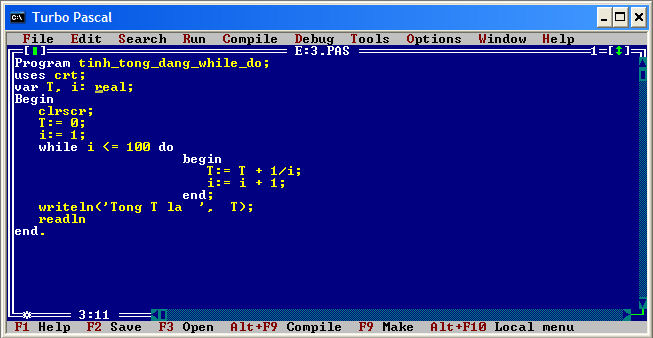 Turbo Pascal
File Edit Search Run Compile Debug Tools Options Window Help
E:3.PAS 1
Program tinh_tong_dang_while_do;
uses crt;
var T, i: real;
Begin
clrscr;
T:= 0;
i:= 1;
while i <= 100 do
begin
T:= T + 1/i;
i:= i + 1;
end;
writeln('Tong T la  ',  T);
readln
end.
3:11
F1 Help F2 Save F3 Open Alt+F9 Compile F9 Make Alt+F10 Local menu